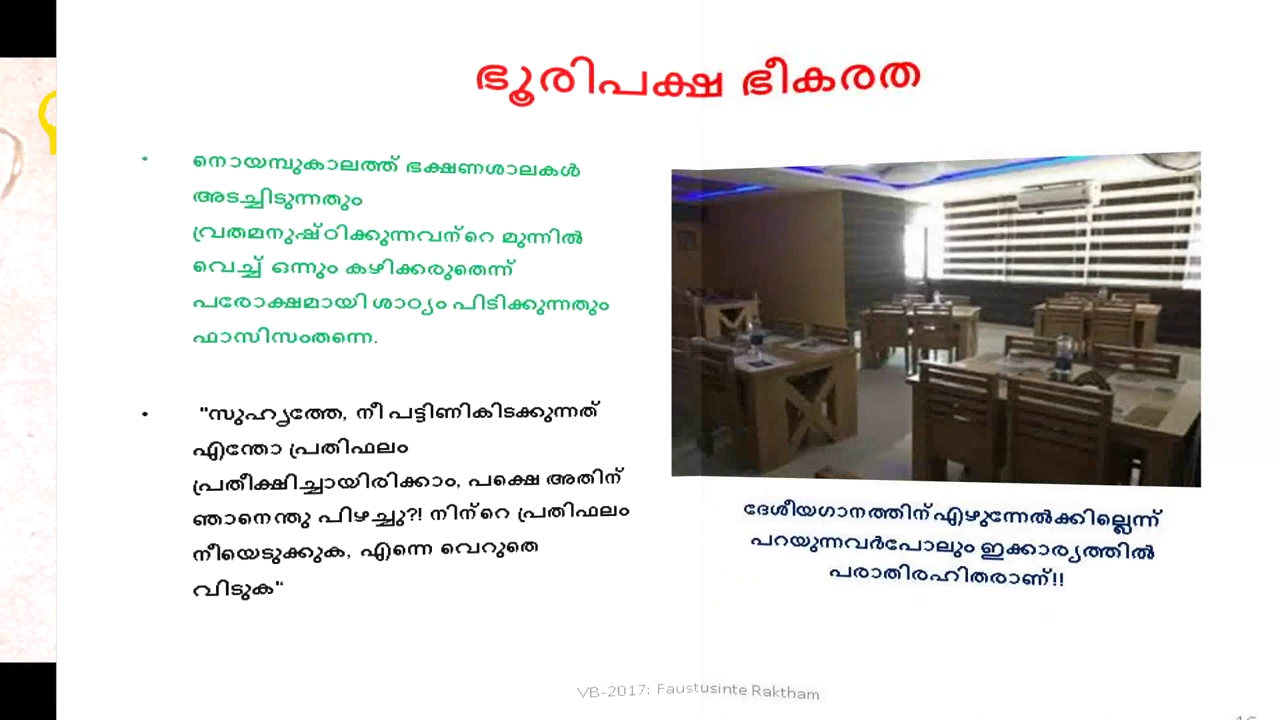 ഭൂരിപക്ഷ ഭീകരത
• നൊയമ്പുകാലത്ത് ഭക്ഷണശാലകൾ
അടച്ചിടുന്നതും
വ്രതമനുഷ്ഠിക്കുന്നവന്റെ മുന്നിൽ
വെച്ച് ഒന്നും കഴിക്കരുതെന്ന്
പരോക്ഷമായി ശാഠ്യം പിടിക്കുന്നതും
ഫാസിസംതന്നെ.
• "സുഹൃത്തേ, നീ പട്ടിണികിടക്കുന്നത്
എന്തോ പ്രതിഫലം
പ്രതീക്ഷിച്ചായിരിക്കാം, പക്ഷെ അതിന്
ഞാനെന്തു പിഴച്ചു?! നിന്റെ പ്രതിഫലം
നീയെടുക്കുക, എന്നെ വെറുതെ
വിടുക"
ദേശീയഗാനത്തിന് എഴുന്നേൽക്കില്ലെന്ന്
പറയുന്നവർപോലും ഇക്കാര്യത്തിൽ
പരാതിരഹിതരാണ്!!
VB-2017: Faustusinte Raktham